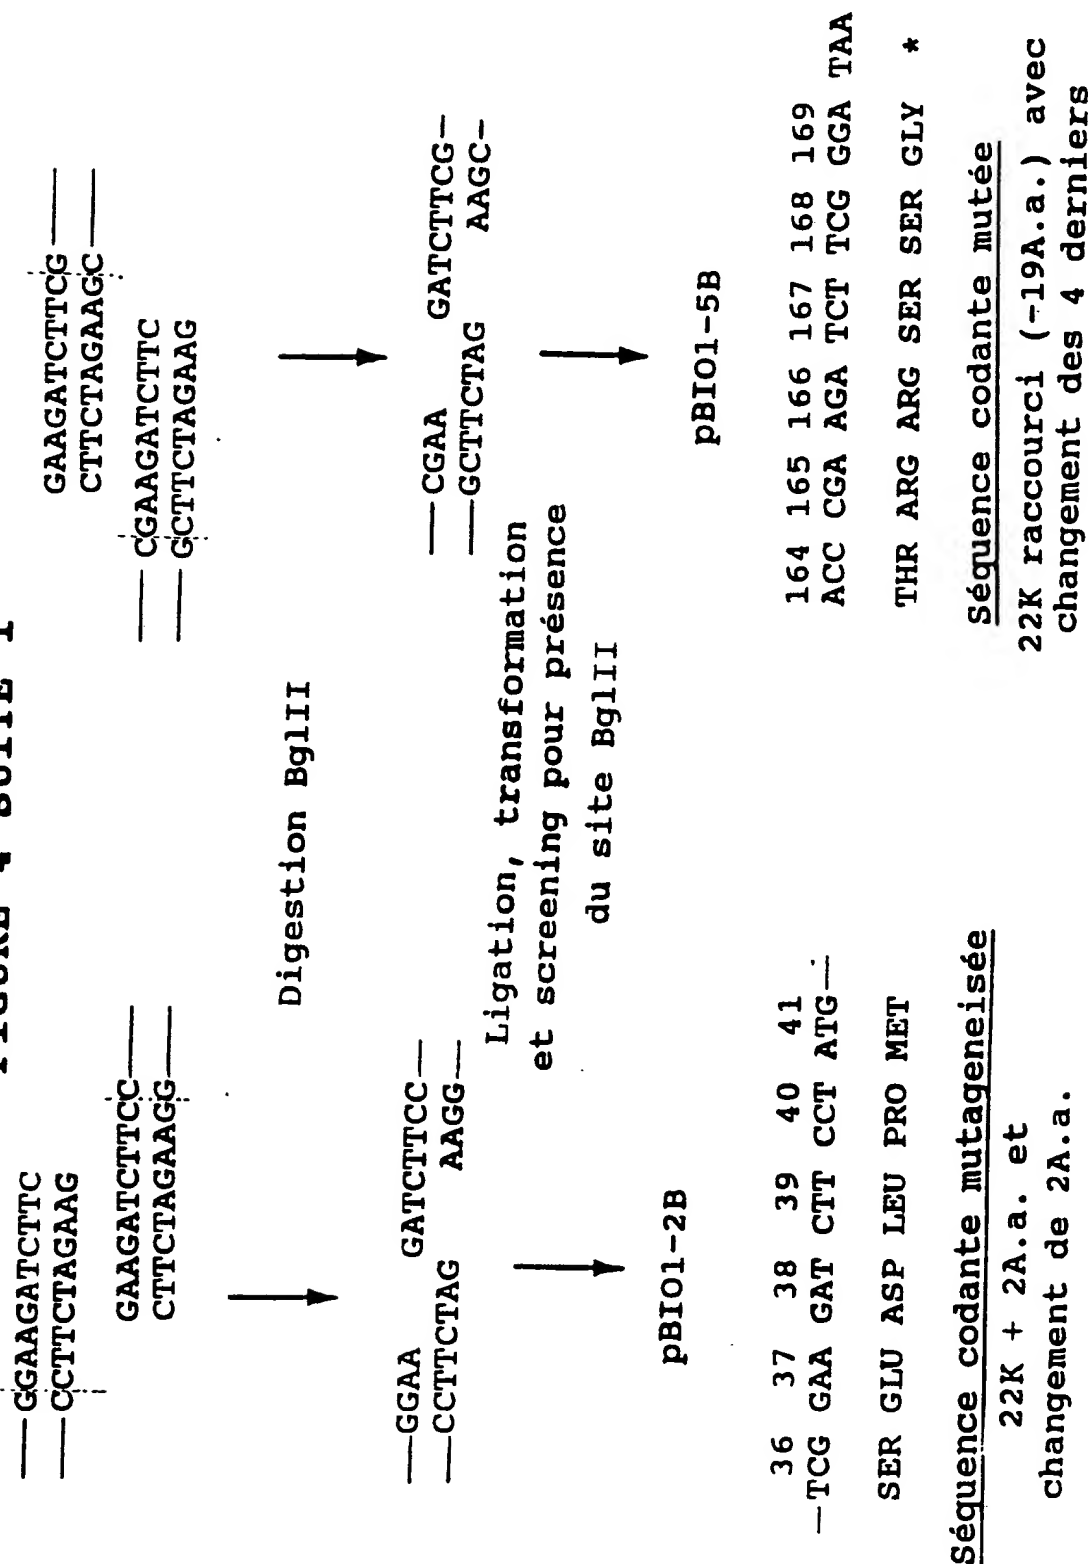 FIGURE 4 SUITE 1
GGAAGATCTTC
CCTTCTAGAAG
GAAGATCTTCC
CTTCTAGAAGG
GAAGATCTTCG
CTTCTAGAAGC
CGAAGATCTTC
GCTTCTAGAAG
Digestion BglII
—GGAA GATCTTCC—
—CCTTCTAG AAGG—
—CGAA GATCTTCG—
—GCTTCTAG AAGC—
Ligation, transformation
et screening pour présence
du site BglII
pBIO1-2B
pBIO1-5B
36 37 38 39 40 41
—TCG GAA GAT CTT CCT ATG—
SER GLU ASP LEU PRO MET
Séquence codante mutageneisée
22K + 2A.a. et
changement de 2A.a.
164 165 166 167 168 169
ACC CGA AGA TCT TCG GGA TAA
THR ARG ARG SER SER GLY *
Séquence codante mutée
22K raccourci (-19A.a.) avec
changement des 4 derniers